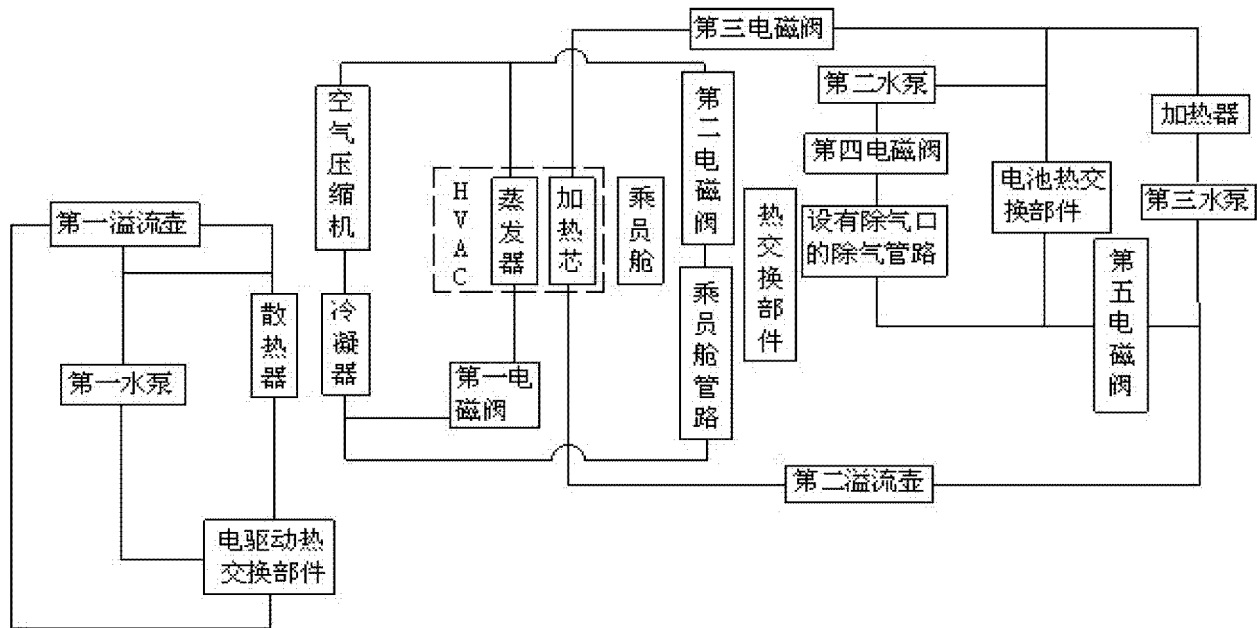 第三电磁阀
第二水泵
空气压缩机
第二电磁阀
加热器
第四电磁阀
HVAC
蒸发器
加热芯
乘员舱
电池热交
换部件
第三水泵
热交换部件
设有除气口
的除气管路
第一溢流壶
第五电磁阀
散热器
冷凝器
乘员舱管路
第一水泵
第一电
磁阀
第二溢流壶
电驱动热
交换部件